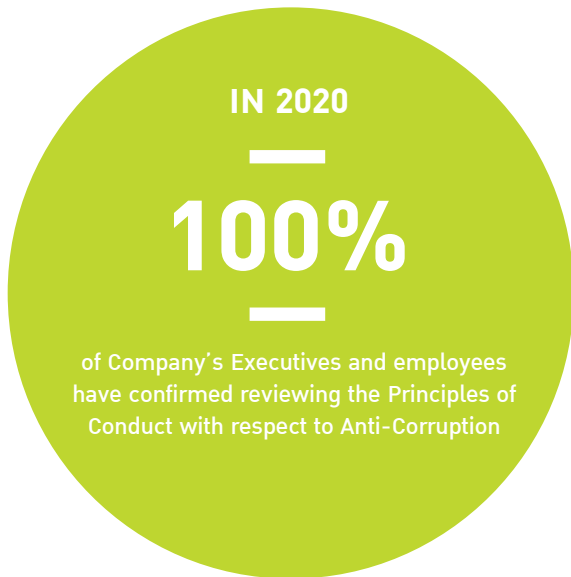 IN 2020
100%
of Company's Executives and employees
have confirmed reviewing the Principles of
Conduct with respect to Anti-Corruption